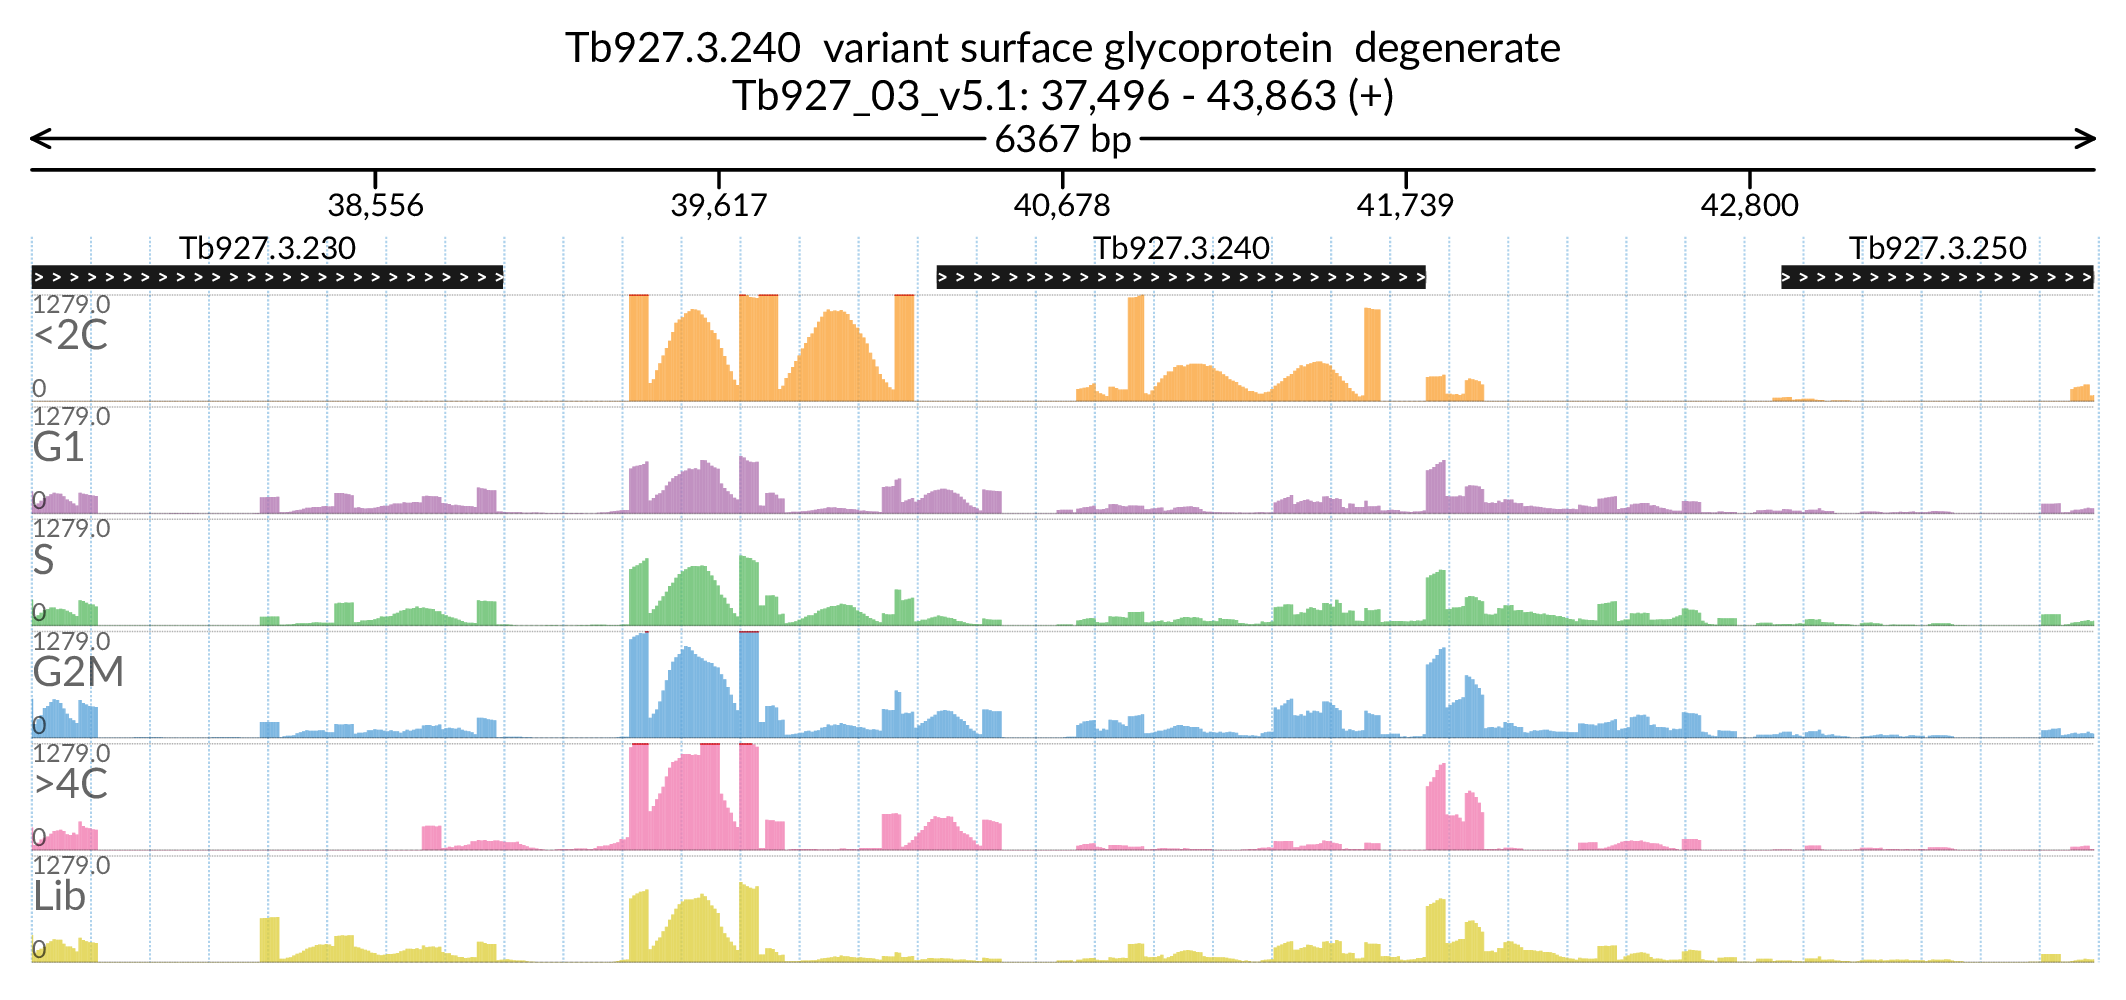 Tb927.3.240 variant surface glycoprotein degenerate
Tb927_03_v5.1: 37,496 - 43,863 (+)
6367 bp
38,556 39,617 40,678 41,739 42,800
Tb927.3.230 Tb927.3.240 Tb927.3.250
1279.0
<2C
0
1279.0
G1
0
1279.0
S
0
1279.0
G2M
0
1279.0
>4C
0
1279.0
Lib
0